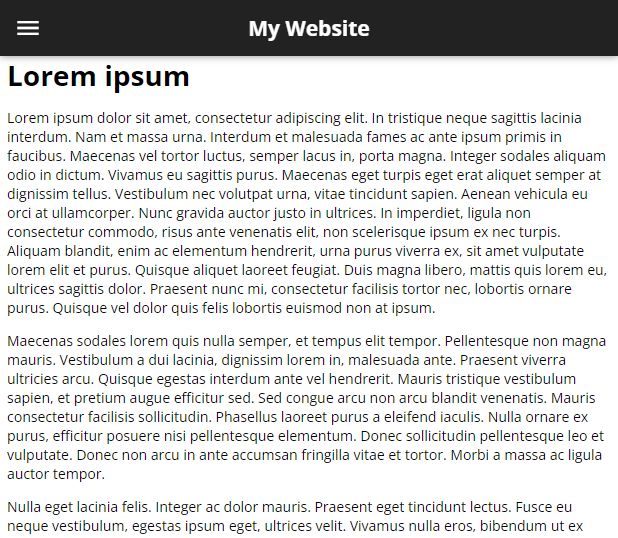 My Website
Lorem ipsum
Lorem ipsum dolor sit amet, consectetur adipiscing elit. In tristique neque sagittis lacinia
interdum. Nam et massa urna. Interdum et malesuada fames ac ante ipsum primis in
faucibus. Maecenas vel tortor luctus, semper lacus in, porta magna. Integer sodales aliquam
odio in dictum. Vivamus eu sagittis purus. Maecenas eget turpis eget erat aliquet semper at
dignissim tellus. Vestibulum nec volutpat urna, vitae tincidunt sapien. Aenean vehicula eu
orci at ullamcorper. Nunc gravida auctor justo in ultrices. In imperdiet, ligula non
consectetur commodo, risus ante venenatis elit, non scelerisque ipsum ex nec turpis.
Aliquam blandit, enim ac elementum hendrerit, urna purus viverra ex, sit amet vulputate
lorem elit et purus. Quisque aliquet laoreet feugiat. Duis magna libero, mattis quis lorem eu,
ultrices sagittis dolor. Praesent nunc mi, consectetur facilisis tortor nec, lobortis ornare
purus. Quisque vel dolor quis felis lobortis euismod non at ipsum.
Maecenas sodales lorem quis nulla semper, et tempus elit tempor. Pellentesque non magna
mauris. Vestibulum a dui lacinia, dignissim lorem in, malesuada ante. Praesent viverra
ultricies arcu. Quisque egestas interdum ante vel hendrerit. Mauris tristique vestibulum
sapien, et pretium augue efficitur sed. Sed congue arcu non arcu blandit venenatis. Mauris
consectetur facilisis sollicitudin. Phasellus laoreet purus a eleifend iaculis. Nulla ornare ex
purus, efficitur posuere nisi pellentesque elementum. Donec sollicitudin pellentesque leo et
vulputate. Donec non arcu in ante accumsan fringilla vitae et tortor. Morbi a massa ac ligula
auctor tempor.
Nulla eget lacinia felis. Integer ac dolor mauris. Praesent eget tincidunt lectus. Fusce eu
neque vestibulum, egestas ipsum eget, ultrices velit. Vivamus nulla eros, bibendum ut ex